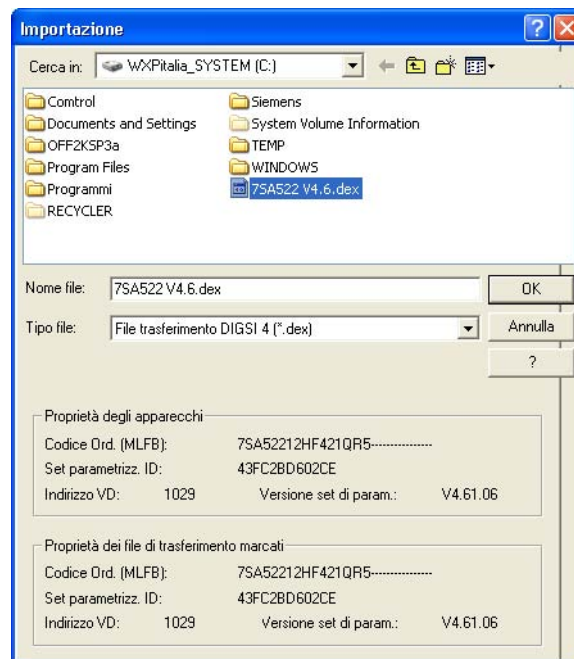 Importazione
Cerca in: WXPitalia_SYSTEM (C:)
Comtrol
Documents and Settings
OFF2KSP3a
Program Files
Programmi
RECYCLER
Siemens
System Volume Information
TEMP
WINDOWS
7SA522 V4.6.dex
Nome file: 7SA522 V4.6.dex OK
Tipo file: File trasferimento DIGSI 4 (*.dex) Annulla
?
Proprietà degli apparecchi
Codice Ord. (MLFB): 7SA52212HF421QR5---------------
Set parametrizz. ID: 43FC2BD602CE
Indirizzo VD: 1029 Versione set di param.: V4.61.06
Proprietà dei file di trasferimento marcati
Codice Ord. (MLFB): 7SA52212HF421QR5---------------
Set parametrizz. ID: 43FC2BD602CE
Indirizzo VD: 1029 Versione set di param.: V4.61.06